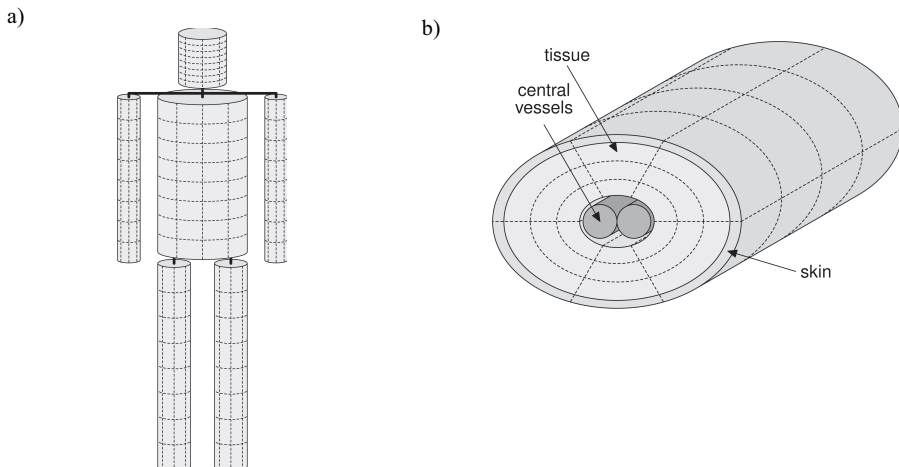 a)
b)
tissue
central
vessels
skin